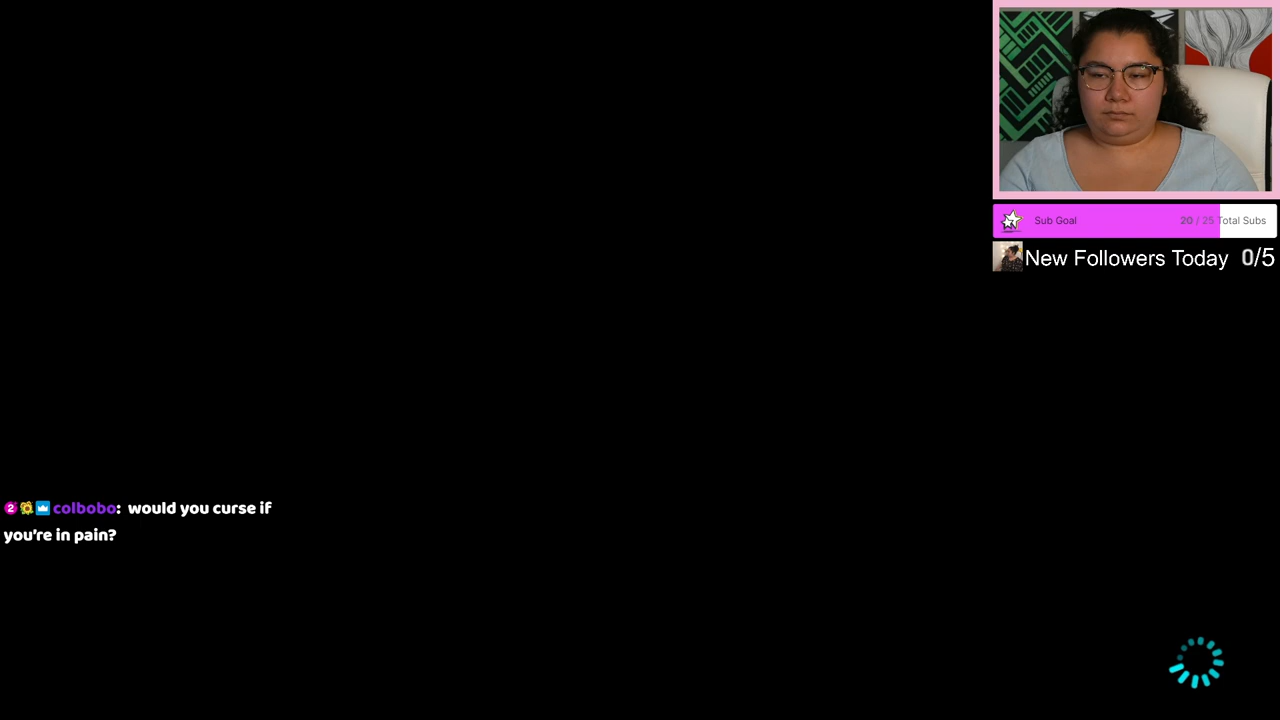 Sub Goal 20 / 25 Total Subs
New Followers Today 0/5
2 colbobo: would you curse if
you're in pain?